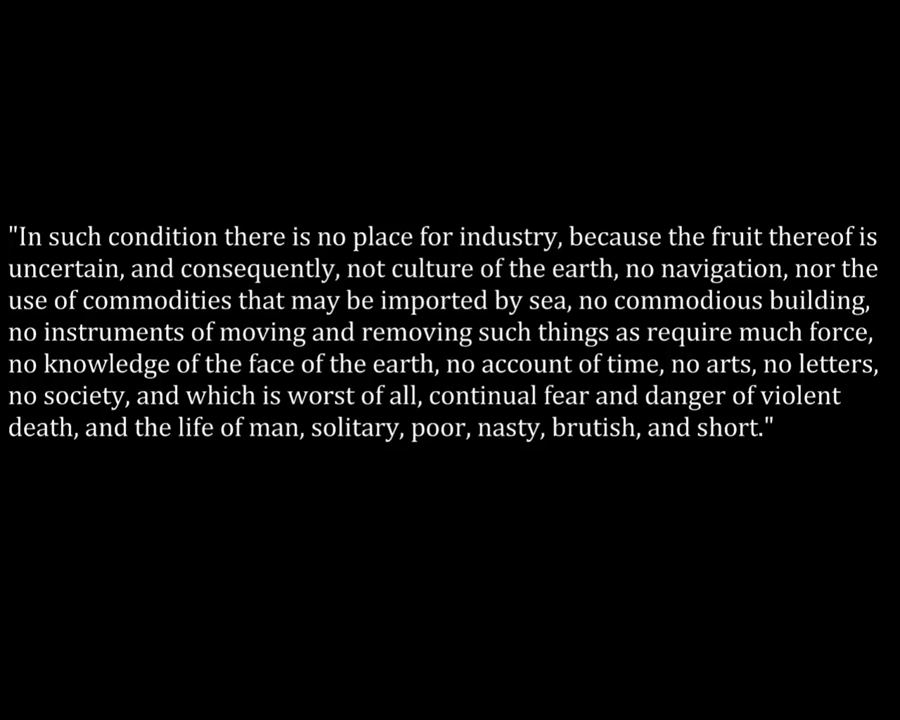 "In such condition there is no place for industry, because the fruit thereof is
uncertain, and consequently, not culture of the earth, no navigation, nor the
use of commodities that may be imported by sea, no commodious building,
no instruments of moving and removing such things as require much force,
no knowledge of the face of the earth, no account of time, no arts, no letters,
no society, and which is worst of all, continual fear and danger of violent
death, and the life of man, solitary, poor, nasty, brutish, and short."